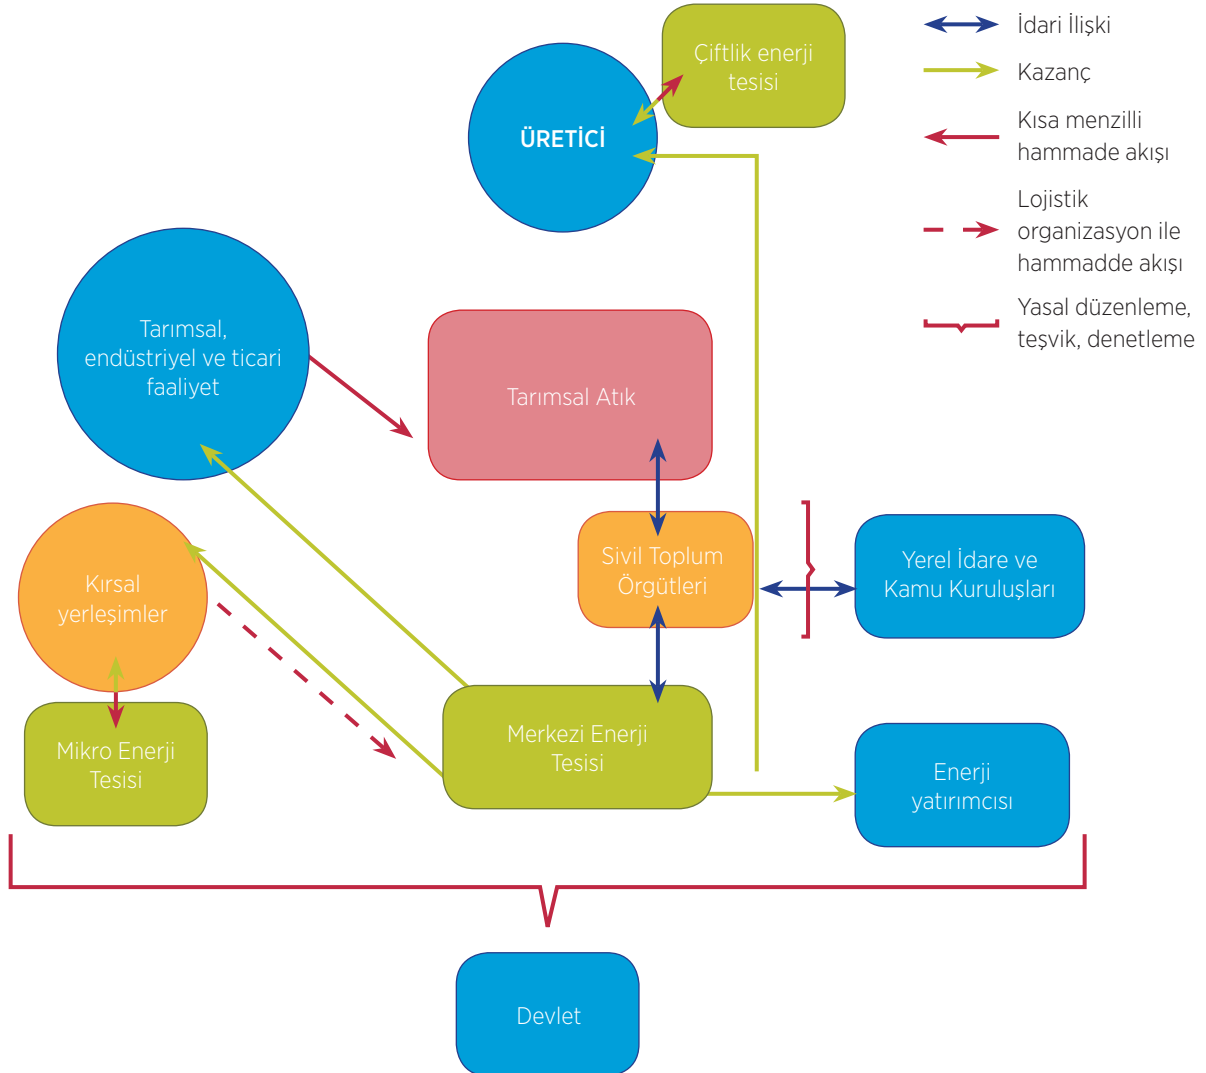 Çiftlik enerji
tesisi
ÜRETİCİ
İdari İlişki
Kazanç
Kısa menzilli
hammade akışı
Lojistik
organizasyon ile
hammadde akışı
Yasal düzenleme,
teşvik, denetleme
Tarımsal,
endüstriyel ve ticari
faaliyet
Tarımsal Atık
Sivil Toplum
Örgütleri
Yerel İdare ve
Kamu Kuruluşları
Kırsal
yerleşimler
Mikro Enerji
Tesisi
Merkezi Enerji
Tesisi
Enerji
yatırımcısı
Devlet